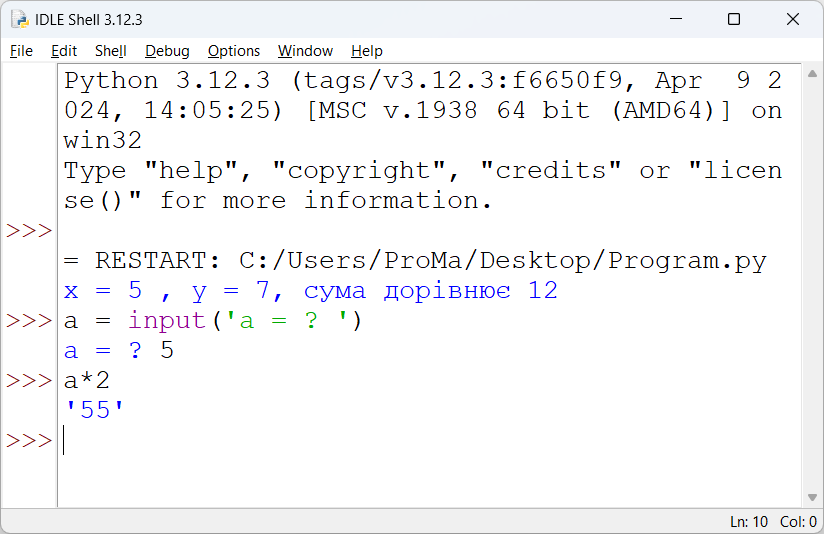 IDLE Shell 3.12.3
File Edit Shell Debug Options Window Help
Python 3.12.3 (tags/v3.12.3:f6650f9, Apr  9 2
024, 14:05:25) [MSC v.1938 64 bit (AMD64)] on
win32
Type "help", "copyright", "credits" or "licen
se()" for more information.
>>>
= RESTART: C:/Users/ProMa/Desktop/Program.py
x = 5 , y = 7, сума дорівнює 12
>>> a = input('a = ? ')
a = ? 5
>>> a*2
'55'
>>>
Ln: 10 Col: 0